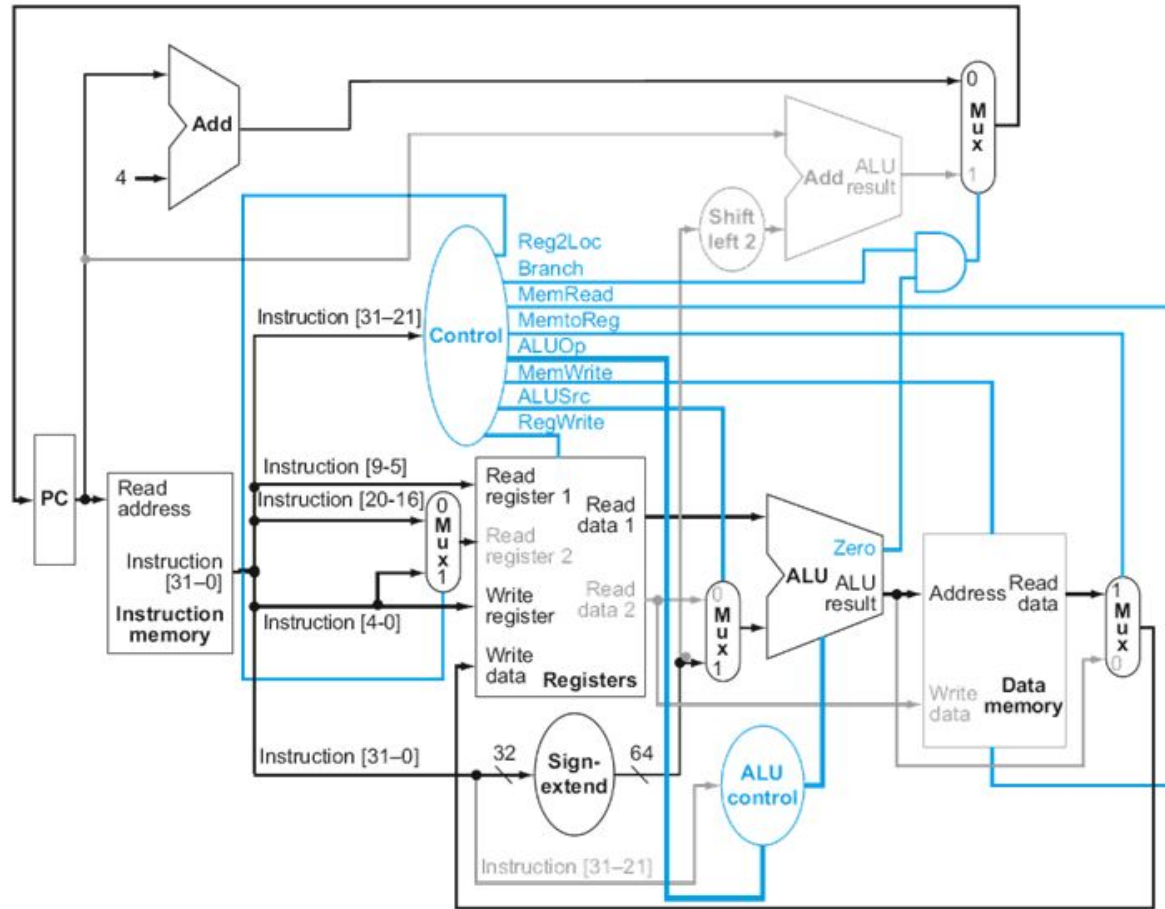 Add
4
0
Mux
1
Add
ALU
result
Shift
left 2
Reg2Loc
Branch
MemRead
MemtoReg
ALUOp
MemWrite
ALUSrc
RegWrite
Control
Instruction [31–21]
PC
Read
address
Instruction
[31–0]
Instruction
memory
Instruction [9-5]
Instruction [20-16]
Instruction [4-0]
0
Mux
1
Read
register 1
Read
register 2
Write
register
Write
data
Read
data 1
Read
data 2
Registers
0
Mux
1
Zero
ALU
ALU
result
Address
Read
data
Write
data
Data
memory
1
Mux
0
Instruction [31–0]
32
Sign-
extend
64
ALU
control
Instruction [31–21]